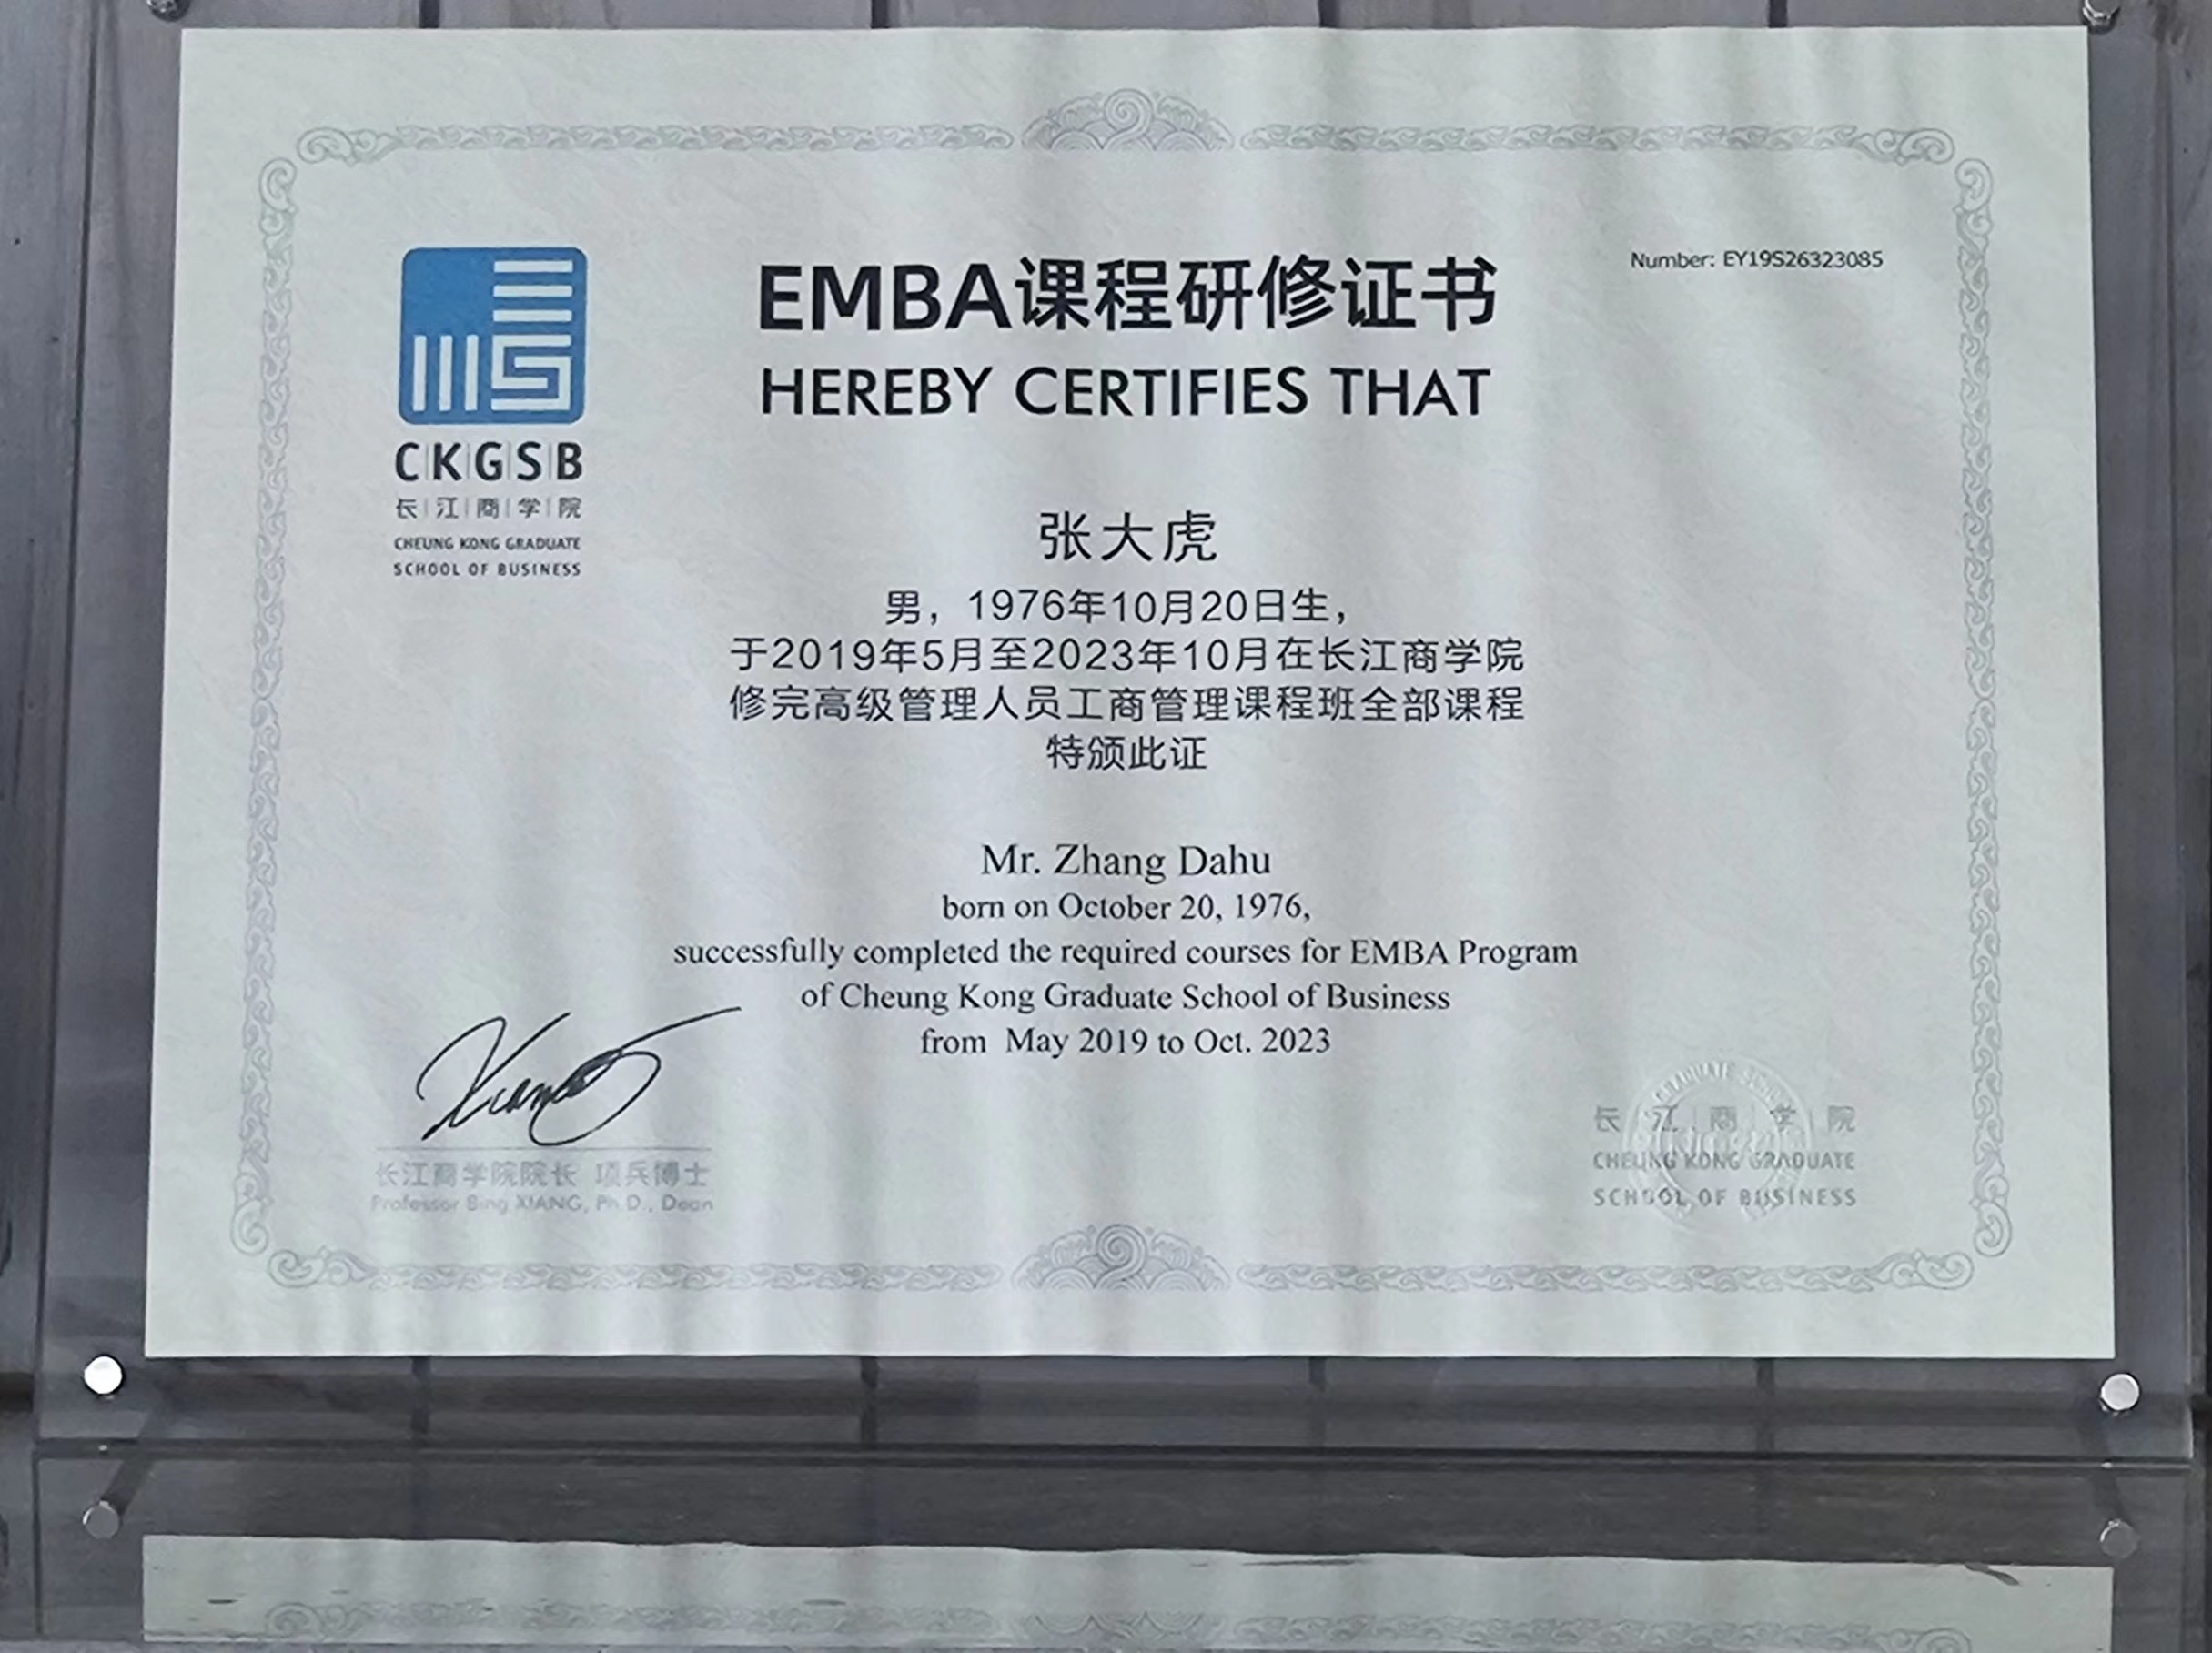 Number: EY19S26323085
EMBA课程研修证书
HEREBY CERTIFIES THAT
CKGSB
长江商学院
CHEUNG KONG GRADUATE
SCHOOL OF BUSINESS
张大虎
男，1976年10月20日生，
于2019年5月至2023年10月在长江商学院
修完高级管理人员工商管理课程班全部课程
特颁此证
Mr. Zhang Dahu
born on October 20, 1976,
successfully completed the required courses for EMBA Program
of Cheung Kong Graduate School of Business
from May 2019 to Oct. 2023
长江商学院院长 项兵博士
Professor Bing XIANG, Ph.D., Dean
长江商学院
CHEUNG KONG GRADUATE
SCHOOL OF BUSINESS